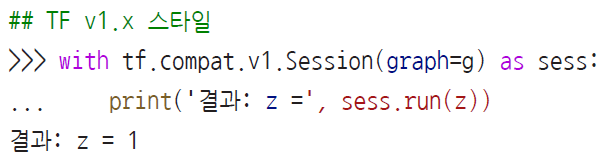 ## TF v1.x 스타일
>>> with tf.compat.v1.Session(graph=g) as sess:
...     print('결과: z =', sess.run(z))
결과: z = 1